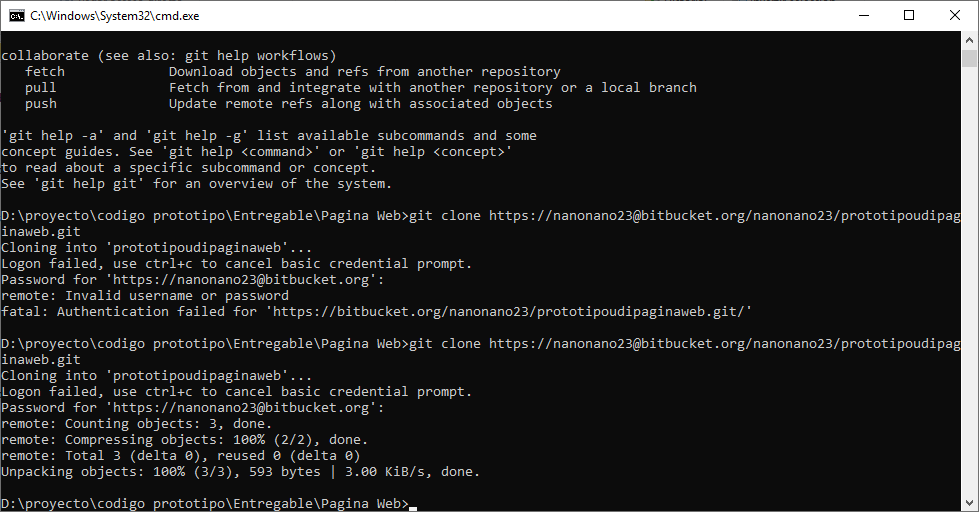 C:\Windows\System32\cmd.exe
collaborate (see also: git help workflows)
   fetch             Download objects and refs from another repository
   pull              Fetch from and integrate with another repository or a local branch
   push              Update remote refs along with associated objects

'git help -a' and 'git help -g' list available subcommands and some
concept guides. See 'git help <command>' or 'git help <concept>'
to read about a specific subcommand or concept.
See 'git help git' for an overview of the system.

D:\proyecto\codigo prototipo\Entregable\Pagina Web>git clone https://nanonano23@bitbucket.org/nanonano23/prototipoudipag
inaweb.git
Cloning into 'prototipoudipaginaweb'...
Logon failed, use ctrl+c to cancel basic credential prompt.
Password for 'https://nanonano23@bitbucket.org':
remote: Invalid username or password
fatal: Authentication failed for 'https://bitbucket.org/nanonano23/prototipoudipaginaweb.git/'

D:\proyecto\codigo prototipo\Entregable\Pagina Web>git clone https://nanonano23@bitbucket.org/nanonano23/prototipoudipag
inaweb.git
Cloning into 'prototipoudipaginaweb'...
Logon failed, use ctrl+c to cancel basic credential prompt.
Password for 'https://nanonano23@bitbucket.org':
remote: Counting objects: 3, done.
remote: Compressing objects: 100% (2/2), done.
remote: Total 3 (delta 0), reused 0 (delta 0)
Unpacking objects: 100% (3/3), 593 bytes | 3.00 KiB/s, done.

D:\proyecto\codigo prototipo\Entregable\Pagina Web>